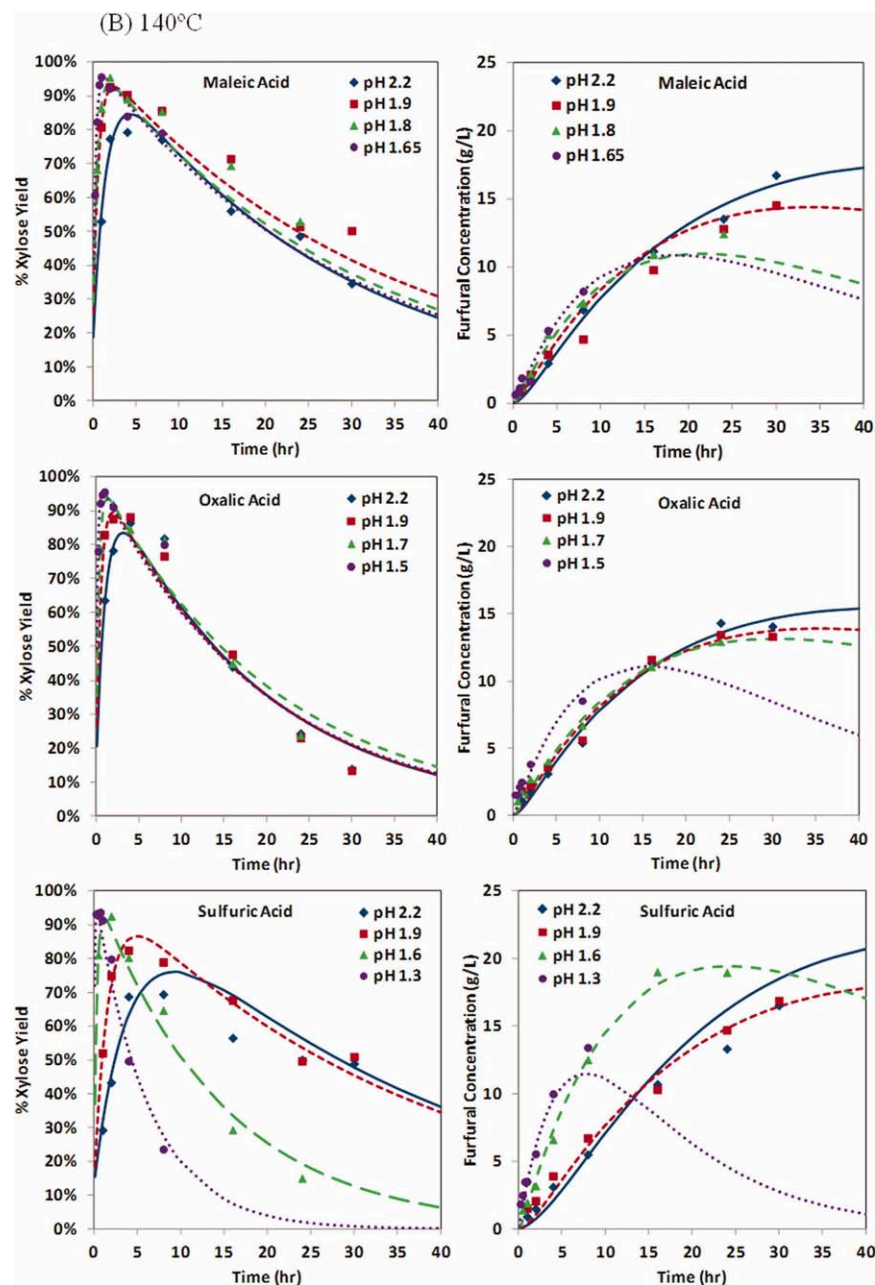 (B) 140°C
100%
90%
80%
70%
60%
50%
40%
30%
20%
10%
0%
% Xylose Yield
Maleic Acid
pH 2.2
pH 1.9
pH 1.8
pH 1.65
0 5 10 15 20 25 30 35 40
Time (hr)
25
20
15
10
5
0
Furfural Concentration (g/L)
pH 2.2
pH 1.9
pH 1.8
pH 1.65
Maleic Acid
0 5 10 15 20 25 30 35 40
Time (hr)
100%
90%
80%
70%
60%
50%
40%
30%
20%
10%
0%
% Xylose Yield
Oxalic Acid
pH 2.2
pH 1.9
pH 1.7
pH 1.5
0 5 10 15 20 25 30 35 40
Time (hr)
25
20
15
10
5
0
Furfural Concentration (g/L)
pH 2.2
pH 1.9
pH 1.7
pH 1.5
Oxalic Acid
0 5 10 15 20 25 30 35 40
Time (hr)
100%
90%
80%
70%
60%
50%
40%
30%
20%
10%
0%
% Xylose Yield
Sulfuric Acid
pH 2.2
pH 1.9
pH 1.6
pH 1.3
0 5 10 15 20 25 30 35 40
Time (hr)
25
20
15
10
5
0
Furfural Concentration (g/L)
Sulfuric Acid
pH 2.2
pH 1.9
pH 1.6
pH 1.3
0 5 10 15 20 25 30 35 40
Time (hr)